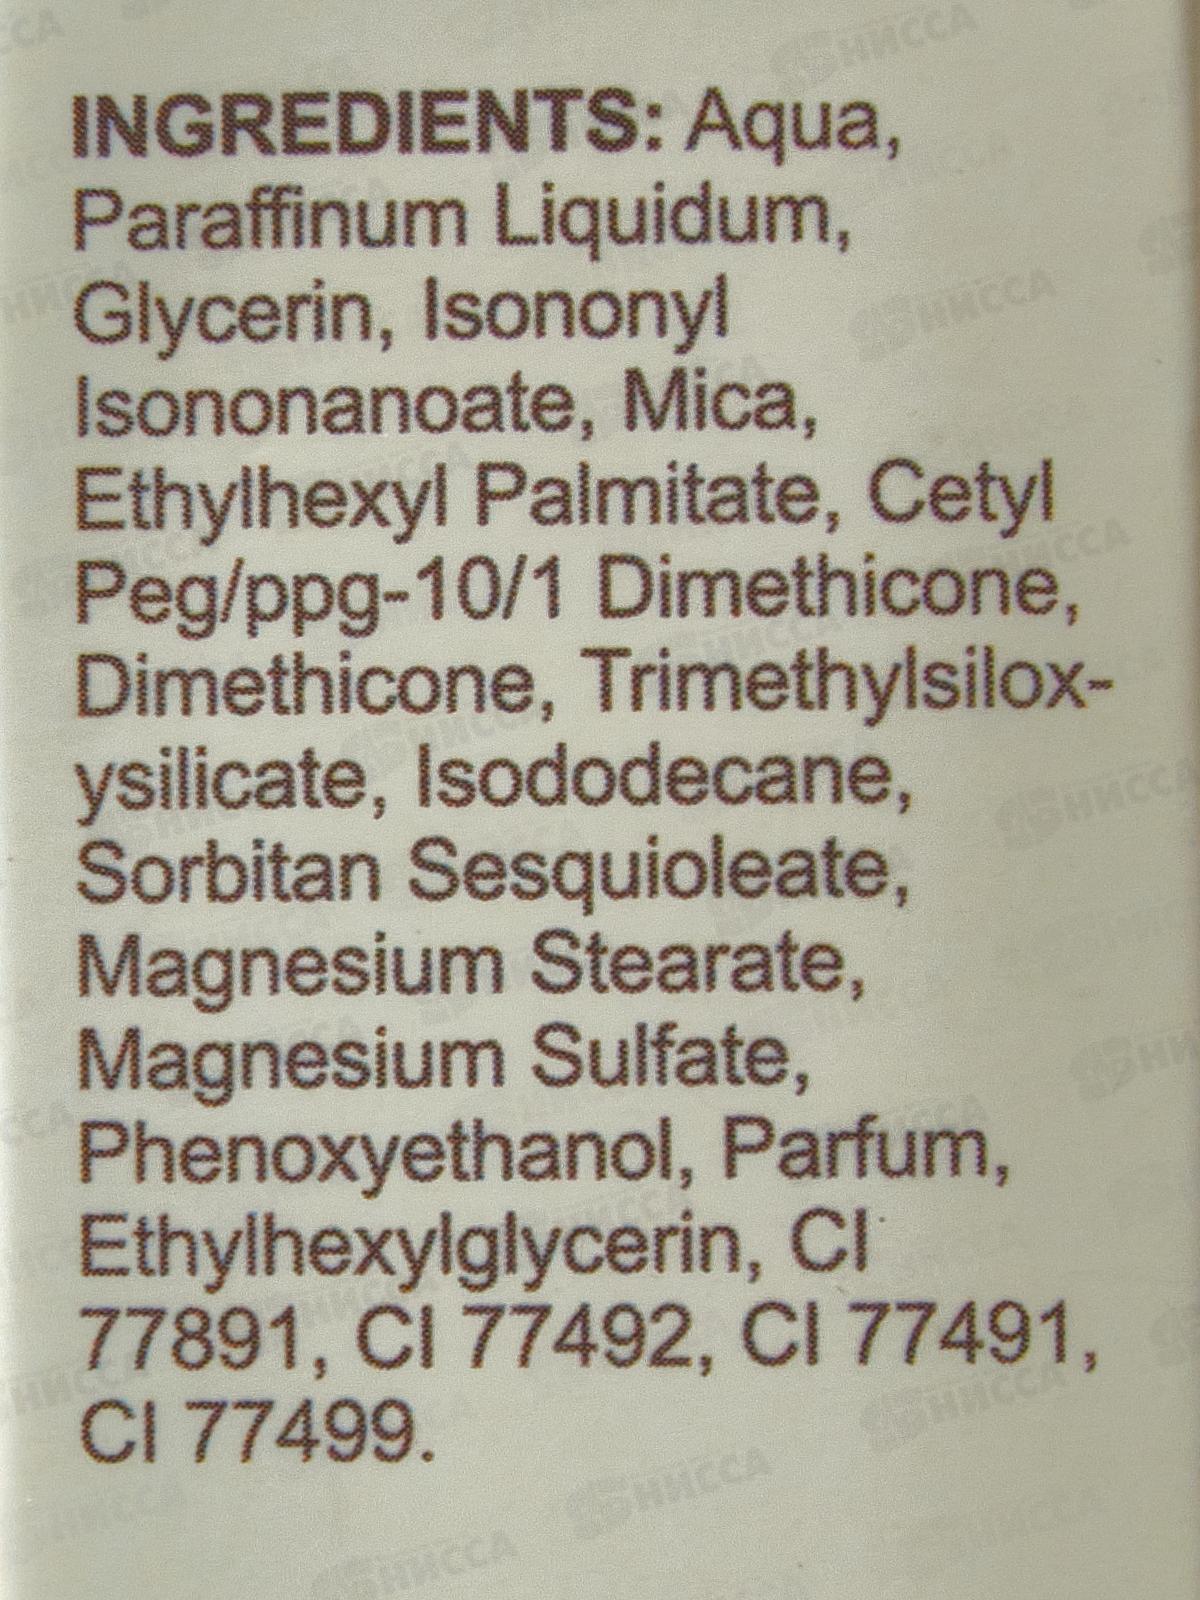 INGREDIENTS: Aqua,
Paraffinum Liquidum,
Glycerin, Isononyl
Isononanoate, Mica,
Ethylhexyl Palmitate, Cetyl
Peg/ppg-10/1 Dimethicone,
Dimethicone, Trimethylsilox-
ysilicate, Isododecane,
Sorbitan Sesquioleate,
Magnesium Stearate,
Magnesium Sulfate,
Phenoxyethanol, Parfum,
Ethylhexylglycerin, CI
77891, CI 77492, CI 77491,
CI 77499.